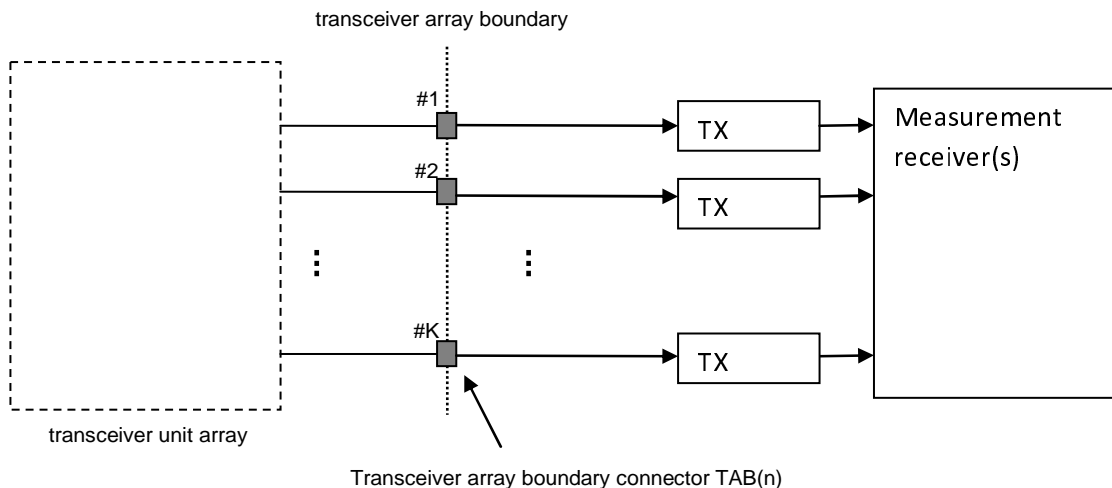 transceiver array boundary
#1
TX
Measurement
receiver(s)
#2
TX
#K
TX
transceiver unit array
Transceiver array boundary connector TAB(n)